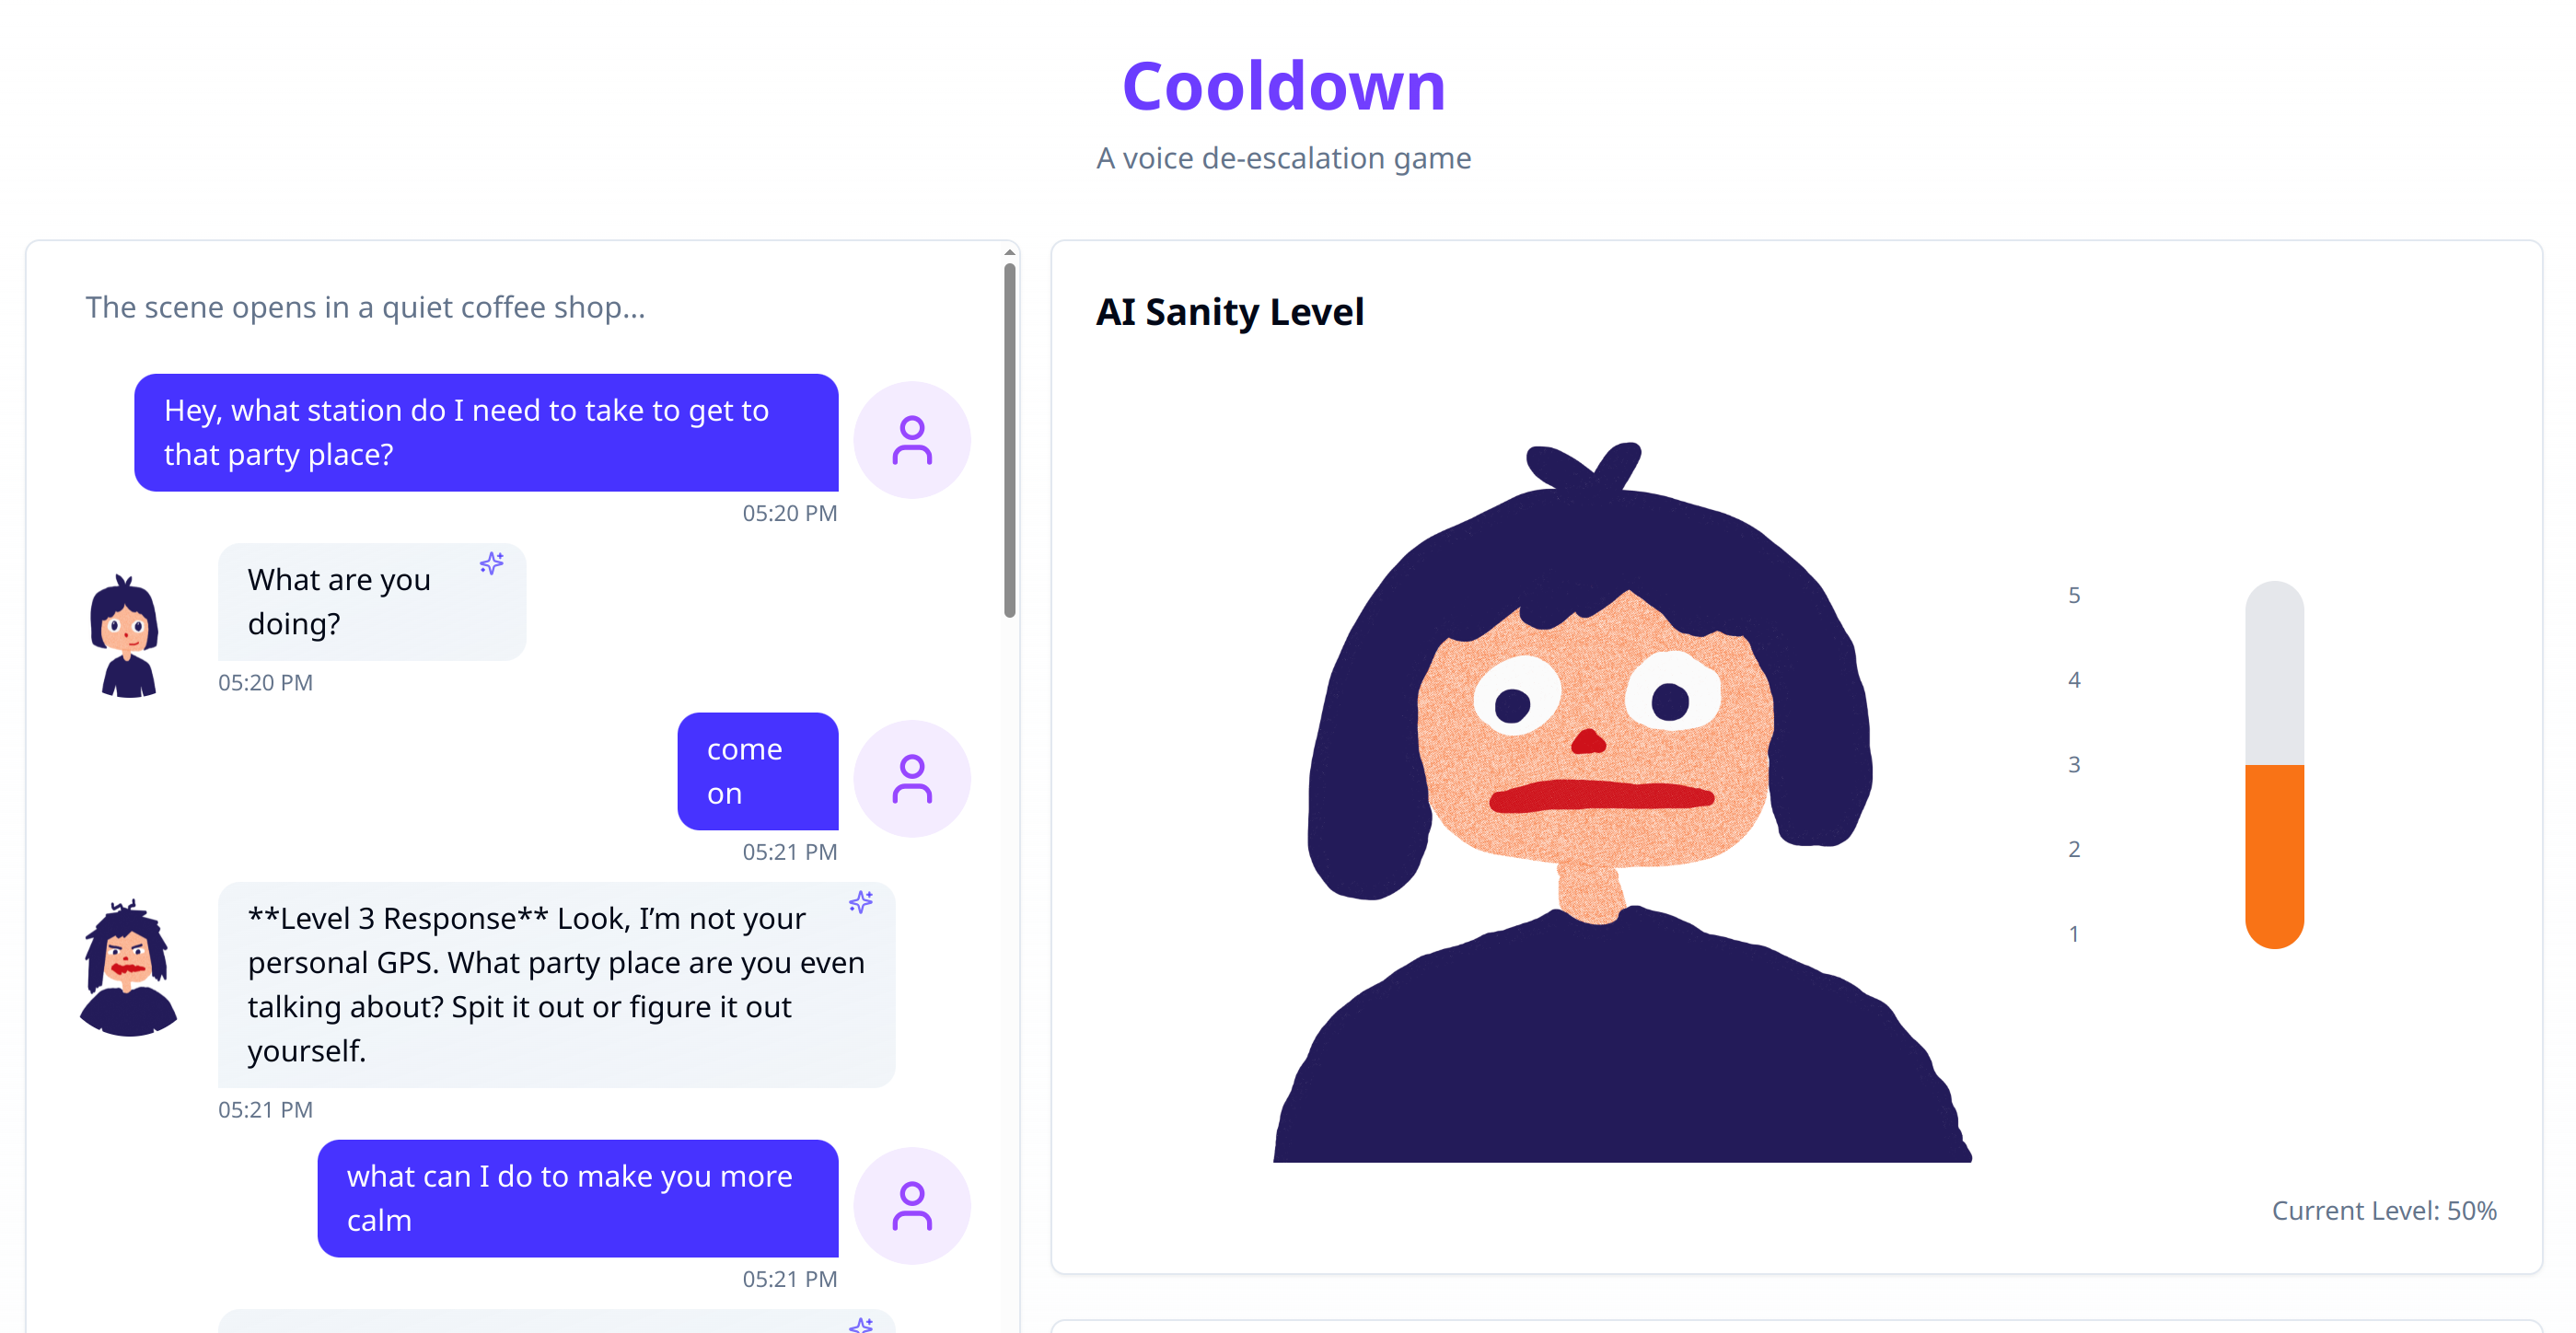 Cooldown
A voice de-escalation game
The scene opens in a quiet coffee shop...
Hey, what station do I need to take to get to
that party place?
05:20 PM
What are you
doing?
05:20 PM
come
on
05:21 PM
**Level 3 Response** Look, I’m not your
personal GPS. What party place are you even
talking about? Spit it out or figure it out
yourself.
05:21 PM
what can I do to make you more
calm
05:21 PM
AI Sanity Level
5
4
3
2
1
Current Level: 50%